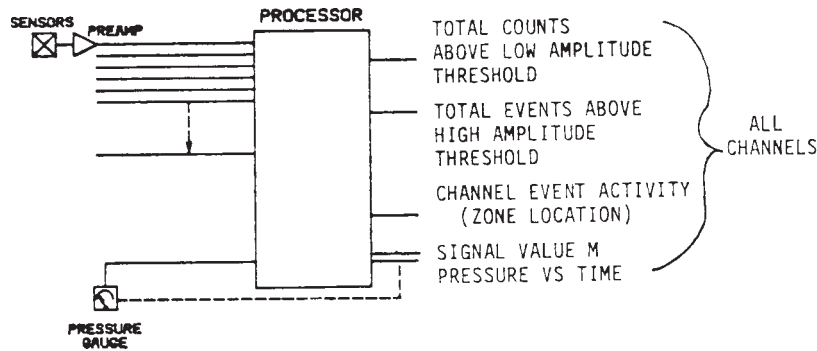 SENSORS
PREAMP
PROCESSOR
TOTAL COUNTS
ABOVE LOW AMPLITUDE
THRESHOLD
TOTAL EVENTS ABOVE
HIGH AMPLITUDE
THRESHOLD
CHANNEL EVENT ACTIVITY
(ZONE LOCATION)
SIGNAL VALUE M
PRESSURE VS TIME
ALL
CHANNELS
PRESSURE
GAUGE